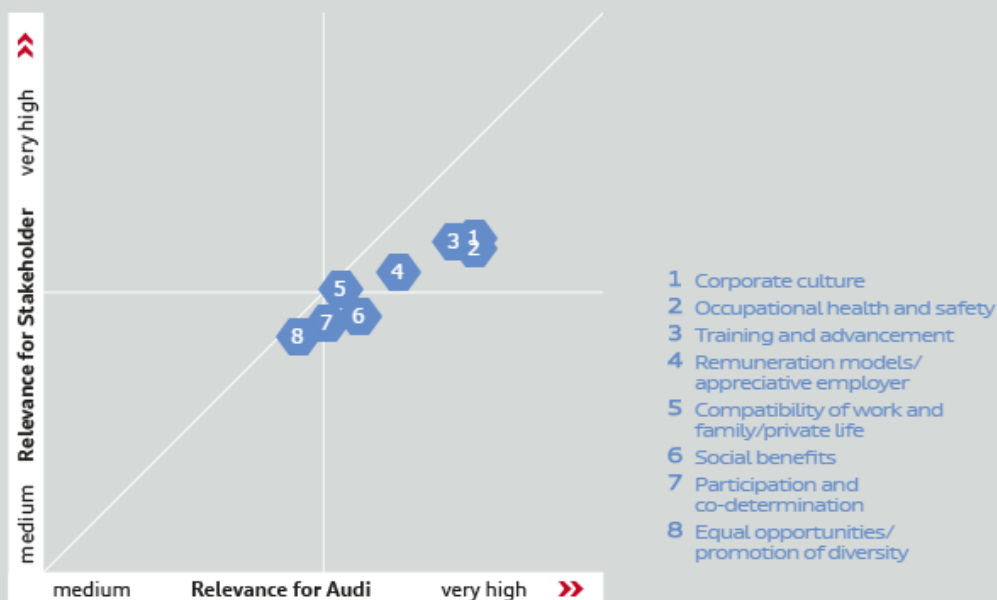 very high
Relevance for Stakeholder
medium
1
2
3
4
5
6
7
8
medium Relevance for Audi very high
1 Corporate culture
2 Occupational health and safety
3 Training and advancement
4 Remuneration models/
appreciative employer
5 Compatibility of work and
family/private life
6 Social benefits
7 Participation and
co-determination
8 Equal opportunities/
promotion of diversity